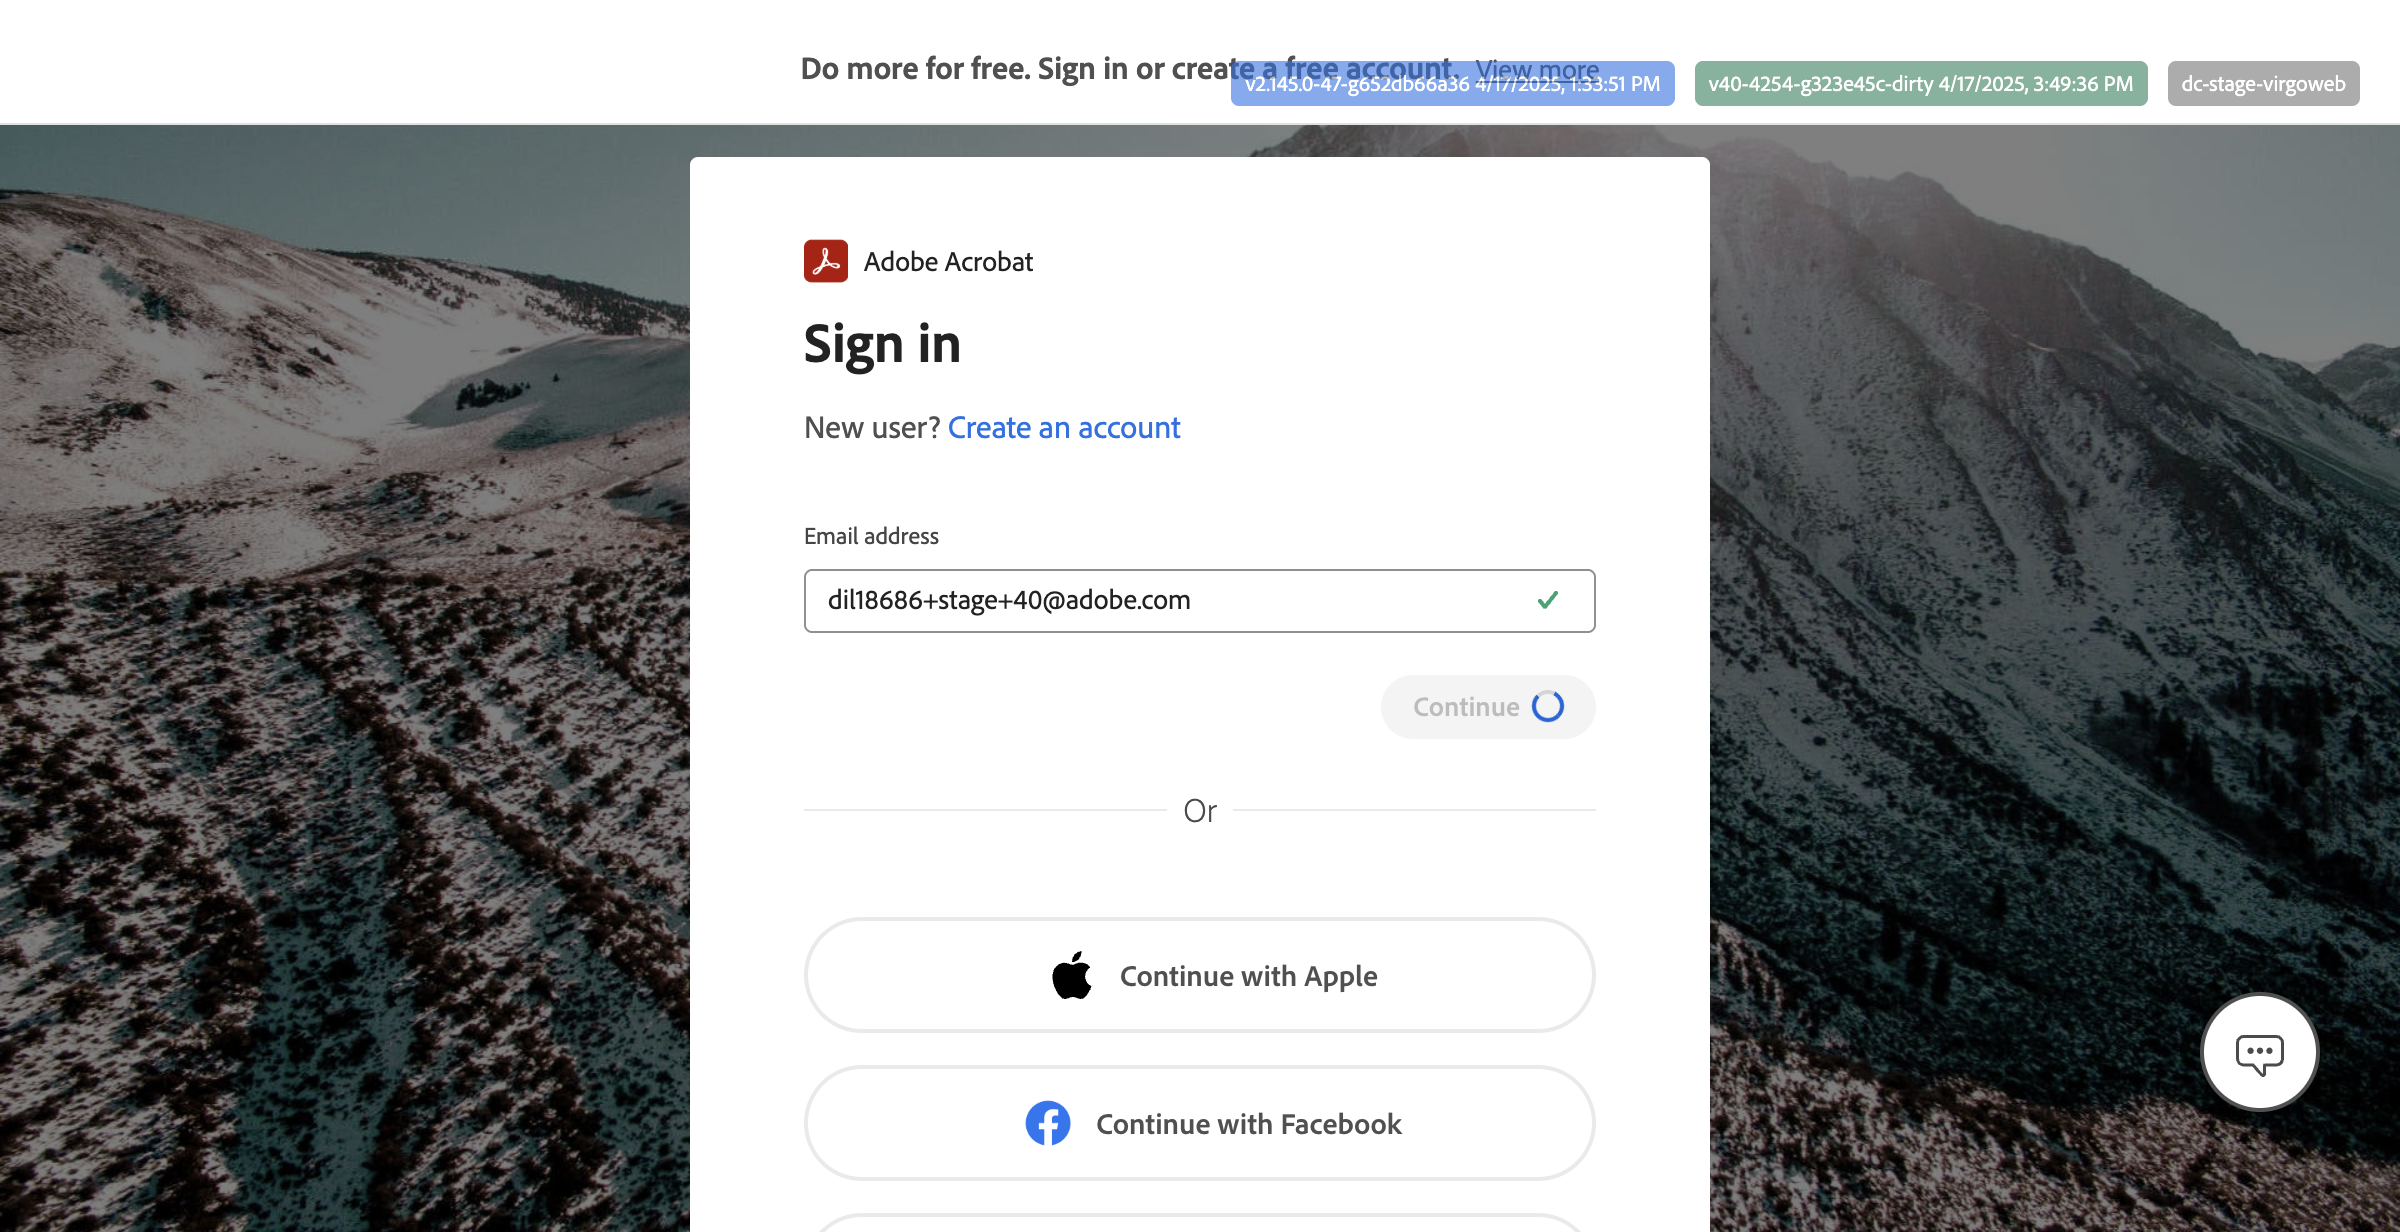 Do more for free. Sign in or create a free account. View more
v2.145.0-47-g652db66a36 4/17/2025, 1:33:51 PM
v40-4254-g323e45c-dirty 4/17/2025, 3:49:36 PM
dc-stage-virgoweb
Adobe Acrobat
Sign in
New user? Create an account
Email address
dil18686+stage+40@adobe.com
Continue
Or
Continue with Apple
Continue with Facebook